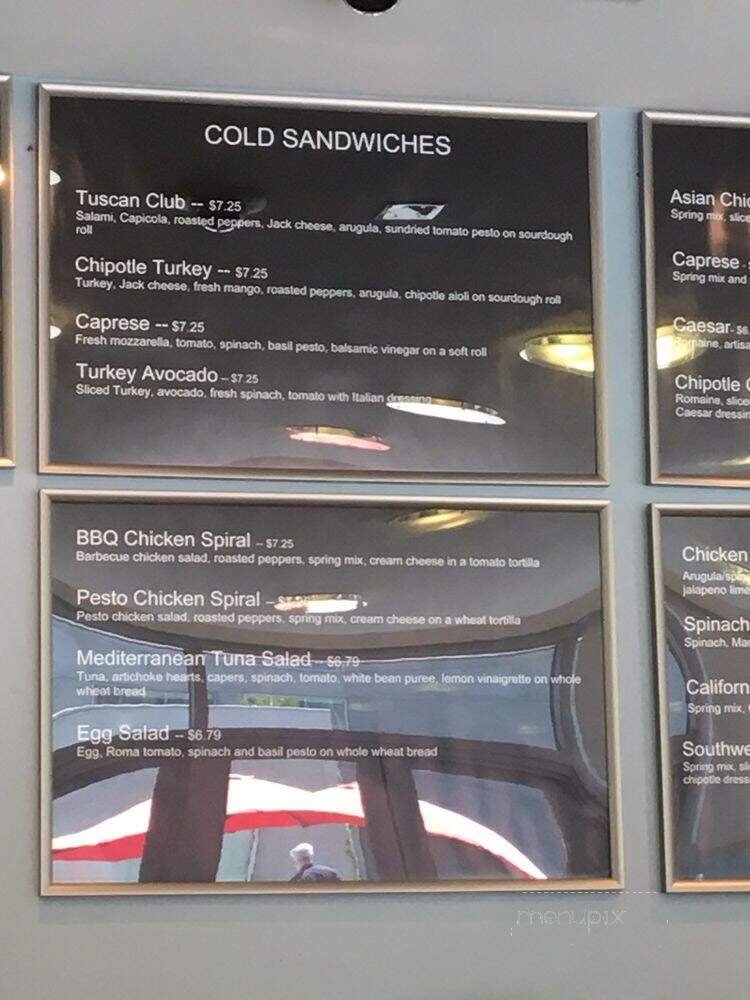 COLD SANDWICHES
Tuscan Club -- $7.25
Salami, Capicola, roasted peppers, Jack cheese, arugula, sundried tomato pesto on sourdough
roll
Chipotle Turkey -- $7.25
Turkey, Jack cheese, fresh mango, roasted peppers, arugula, chipotle aioli on sourdough roll
Caprese -- $7.25
Fresh mozzarella, tomato, spinach, basil pesto, balsamic vinegar on a soft roll
Turkey Avocado – $7.25
Sliced Turkey, avocado, fresh spinach, tomato with Italian dressing
BBQ Chicken Spiral -- $7.25
Barbecue chicken salad, roasted peppers, spring mix, cream cheese in a tomato tortilla
Pesto Chicken Spiral --
Pesto chicken salad, roasted peppers, spring mix, cream cheese on a wheat tortilla
Mediterranean Tuna Salad -- $6.79
Tuna, artichoke hearts, capers, spinach, tomato, white bean puree, lemon vinaigrette on whole
wheat bread
Egg Salad -- $6.79
Egg, Roma tomato, spinach and basil pesto on whole wheat bread
Asian Chic
Spring mix, slice
Caprese -
Spring mix and
Caesar- $6.
Romaine, artisa
Chipotle
Romaine, slice
Caesar dressin
Chicken
Arugula/spin
jalapeno lime
Spinach
Spinach, Man
Californ
Spring mix,
Southwe
Spring mix, sli
chipotle dress
menupix